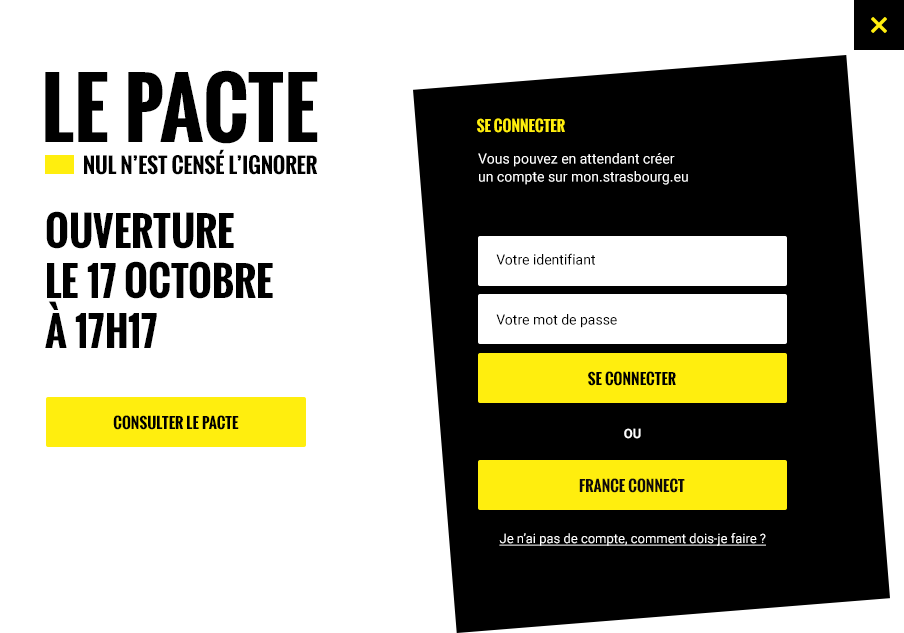 LE PACTE
NUL N’EST CENSÉ L’IGNORER
OUVERTURE
LE 17 OCTOBRE
À 17H17
CONSULTER LE PACTE
SE CONNECTER
Vous pouvez en attendant créer
un compte sur mon.strasbourg.eu
Votre identifiant
Votre mot de passe
SE CONNECTER
OU
FRANCE CONNECT
Je n’ai pas de compte, comment dois-je faire ?